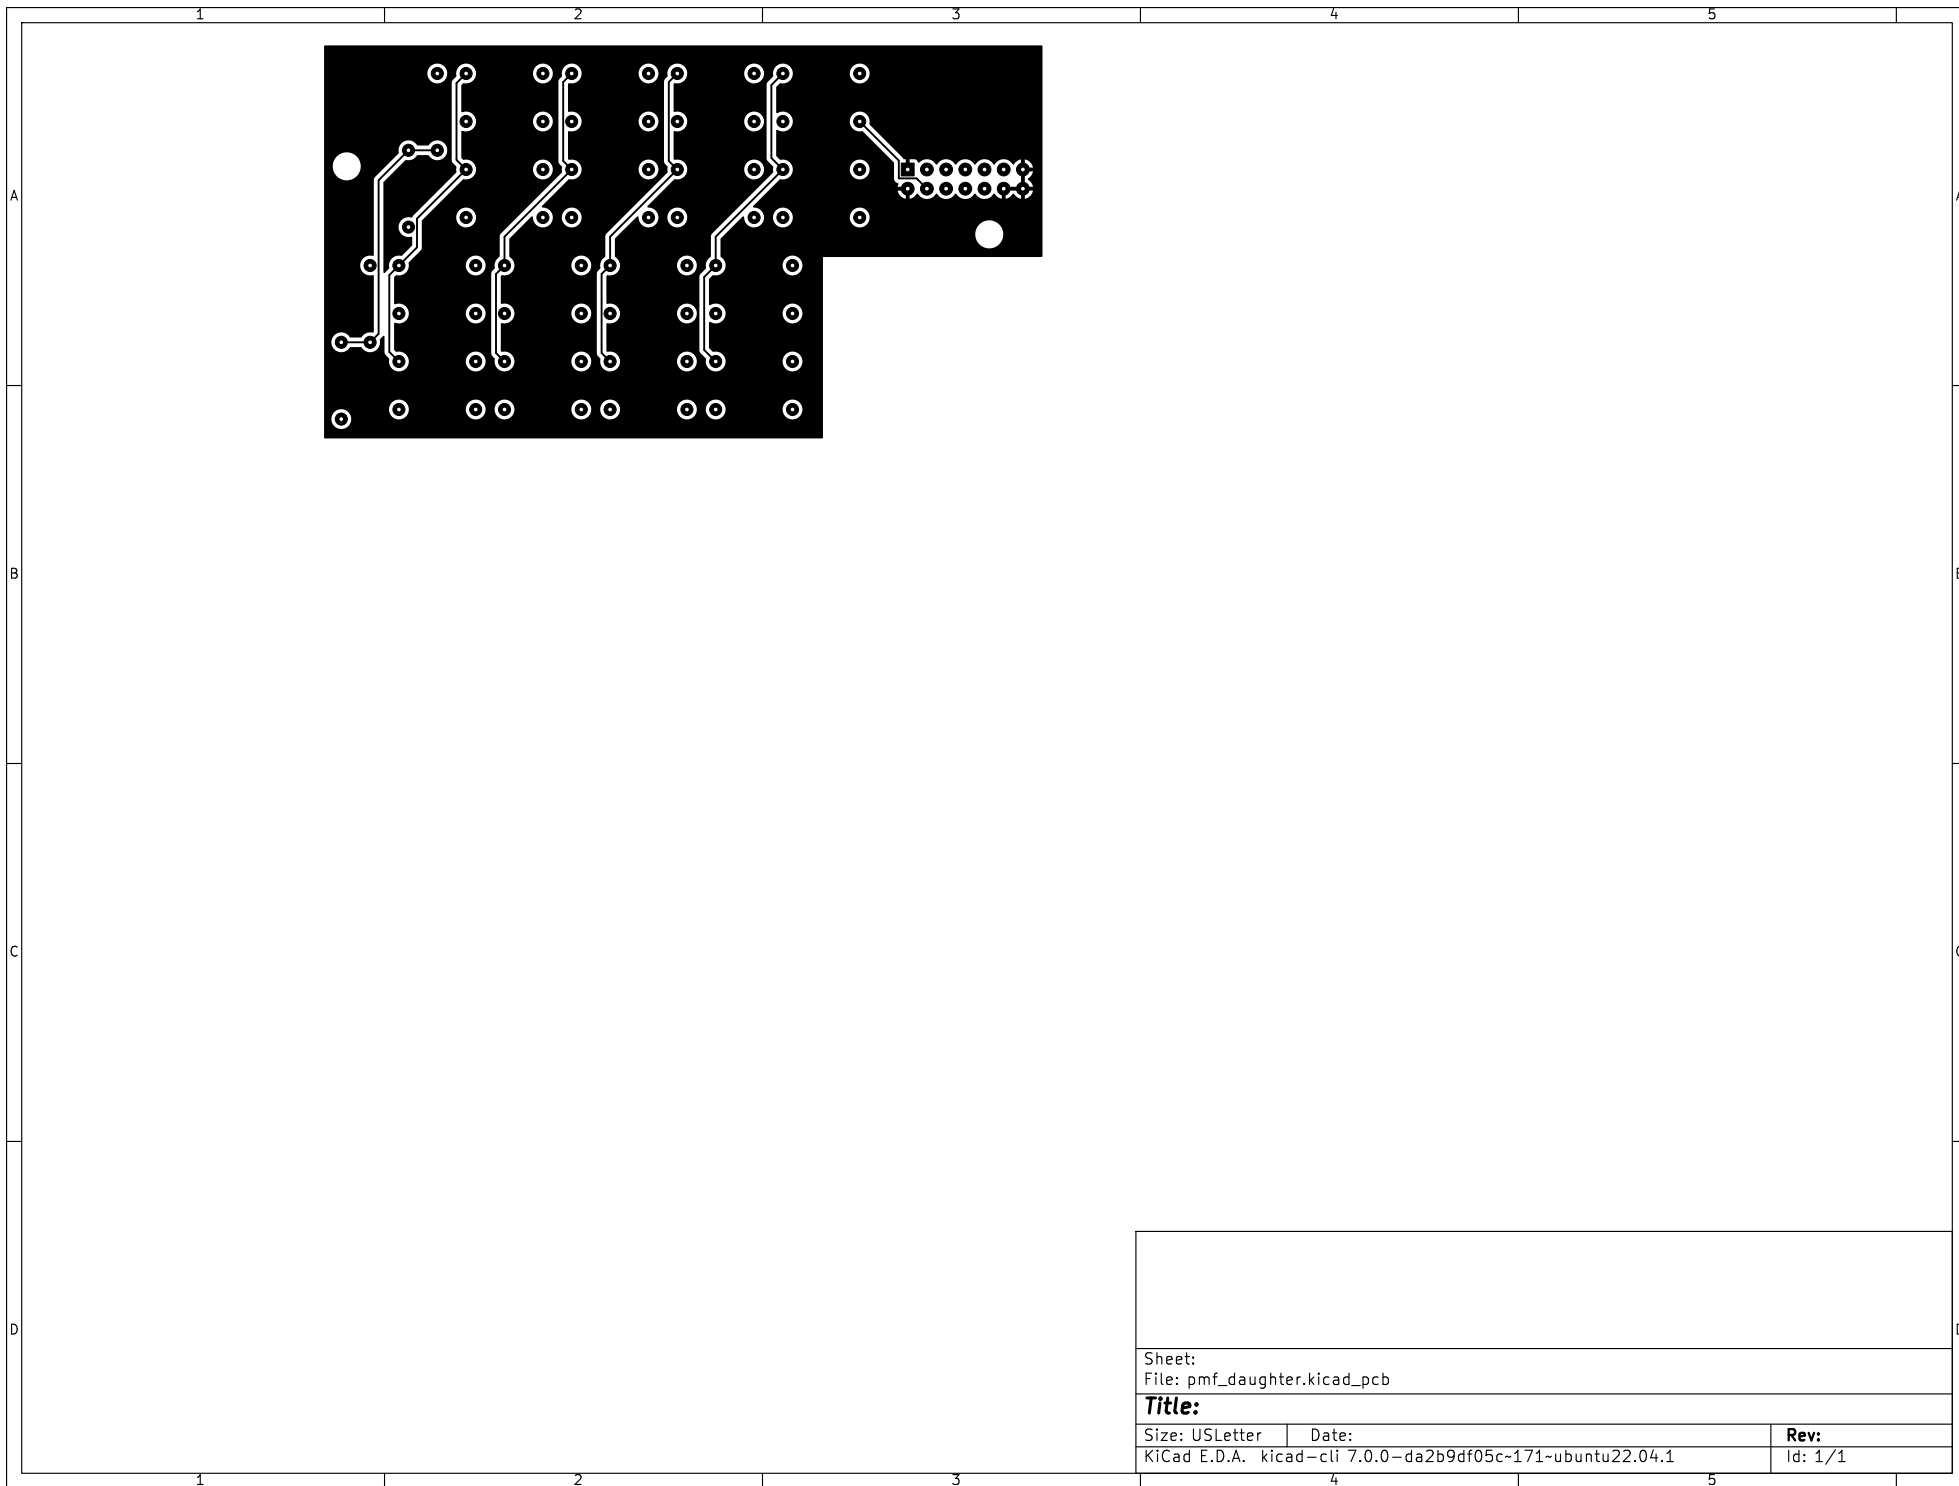 1 2 3 4 5
A A
B B
C C
D D
Sheet:
File: pmf_daughter.kicad_pcb
Title:
Size: USLetter Date: Rev:
KiCad E.D.A. kicad-cli 7.0.0-da2b9df05c~171~ubuntu22.04.1 Id: 1/1
1 2 3 4 5